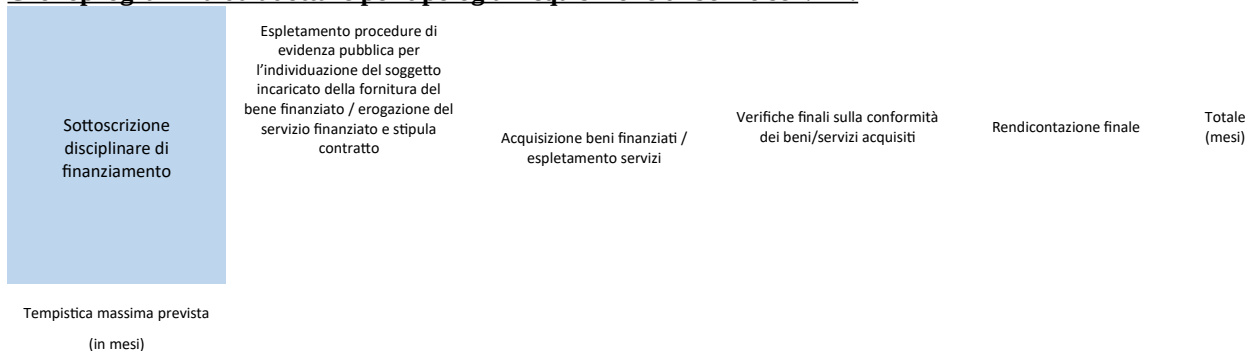 Sottoscrizione
disciplinare di
finanziamento
Espletamento procedure di
evidenza pubblica per
l’individuazione del soggetto
incaricato della fornitura del
bene finanziato / erogazione del
servizio finanziato e stipula
contratto
Acquisizione beni finanziati /
espletamento servizi
Verifiche finali sulla conformità
dei beni/servizi acquisiti
Rendicontazione finale
Totale
(mesi)
Tempistica massima prevista
(in mesi)